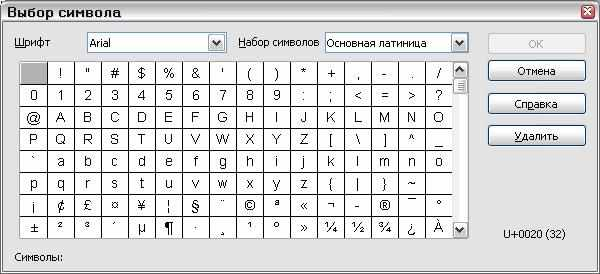 Выбор символа
Шрифт Arial Набор символов Основная латиница OK
! " # $ % & ' ( ) * + , - . /
0 1 2 3 4 5 6 7 8 9 : ; < = > ?
@ A B C D E F G H I J K L M N O
P Q R S T U V W X Y Z [ \ ] ^ _
` a b c d e f g h i j k l m n o
p q r s t u v w x y z { | } ~
¡ ¢ £ ¤ ¥ ¦ § ¨ © ª « ¬ - ® ¯ °
± ² ³ ´ µ ¶ · ¸ ¹ º » ¼ ½ ¾ ¿ À
Отмена
Справка
Удалить
U+0020 (32)
Символы: